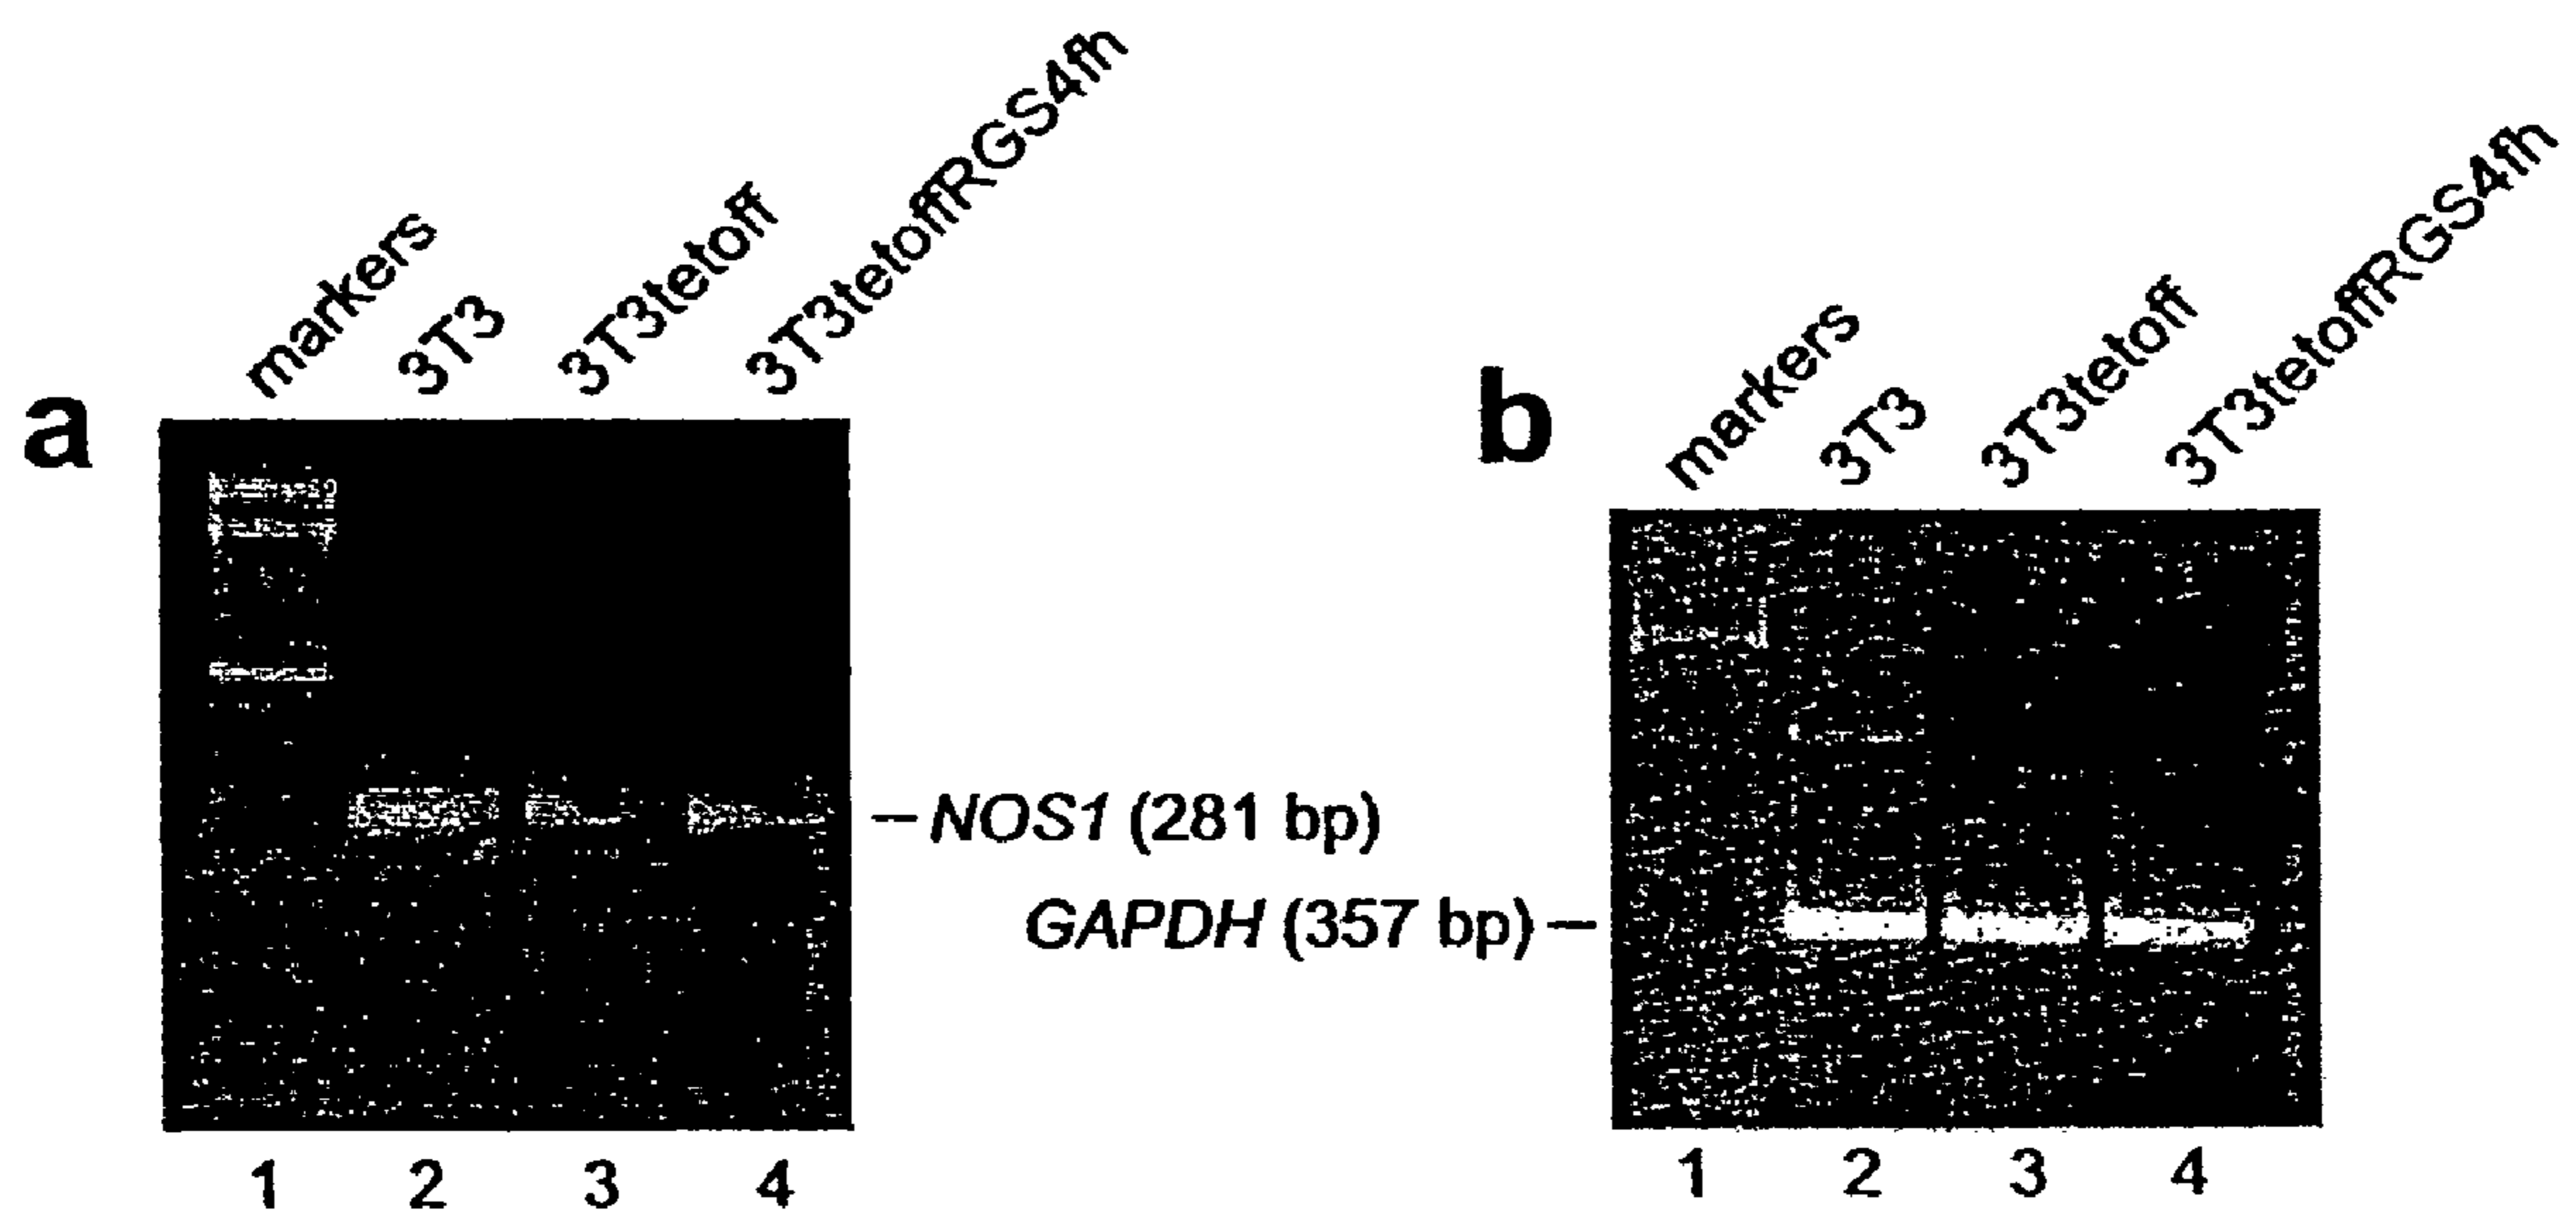 a
markers
3T3
3T3tetoff
3T3tetoffRGS4fh
NOS1 (281 bp)
1 2 3 4
b
markers
3T3
3T3tetoff
3T3tetoffRGS4fh
GAPDH (357 bp)
1 2 3 4